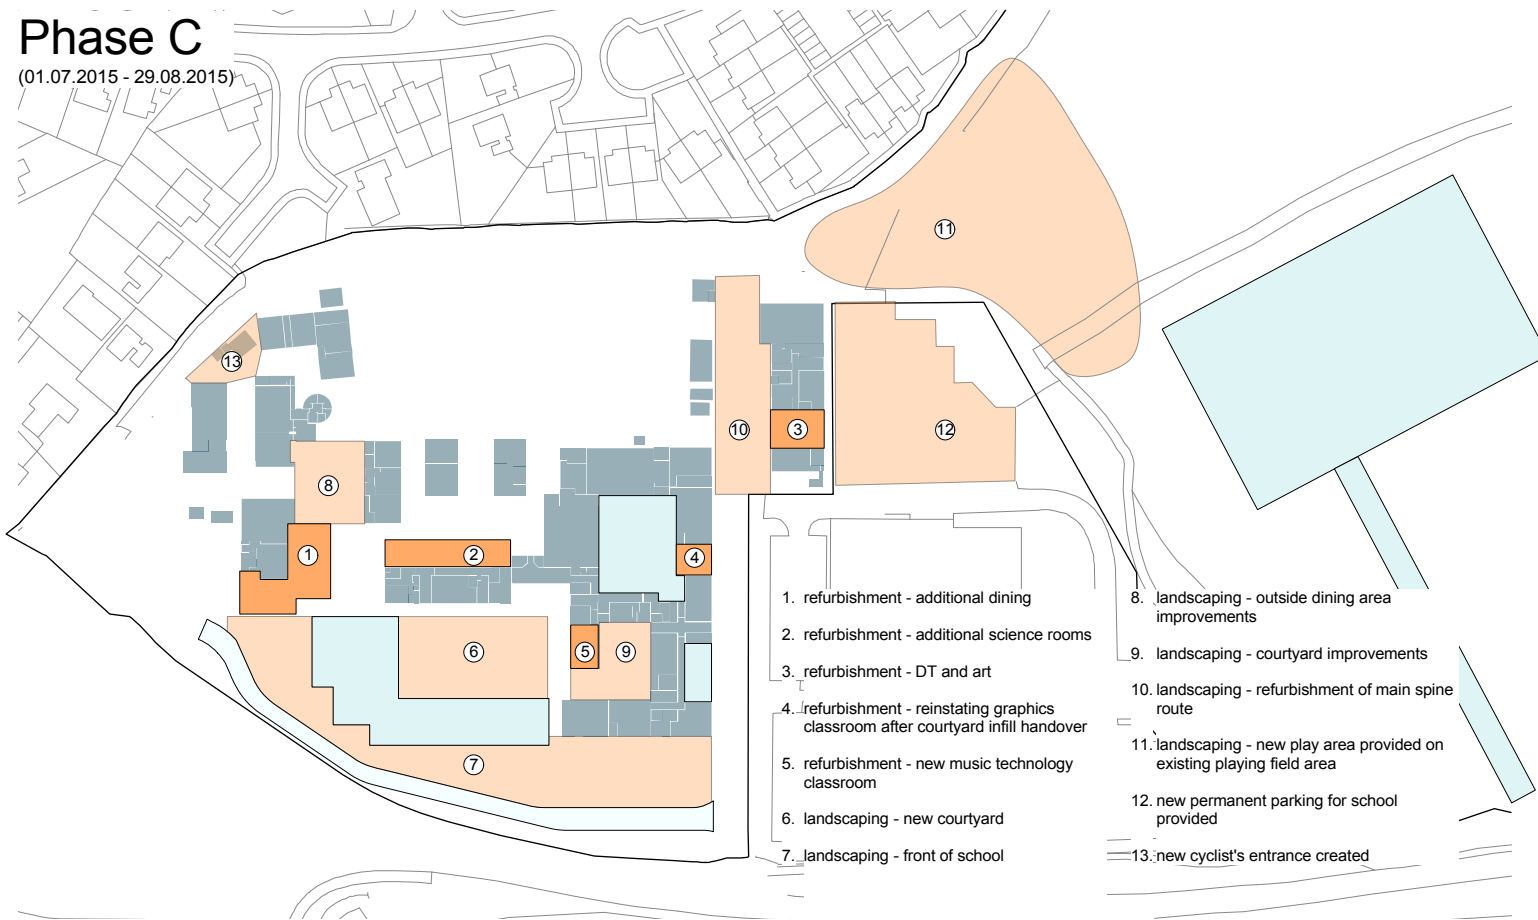 Phase C
(01.07.2015 - 29.08.2015)
11
13
10
3
12
8
1
2
4
6
5
9
7
1. refurbishment - additional dining
2. refurbishment - additional science rooms
3. refurbishment - DT and art
4. refurbishment - reinstating graphics
classroom after courtyard infill handover
5. refurbishment - new music technology
classroom
6. landscaping - new courtyard
7. landscaping - front of school
8. landscaping - outside dining area
improvements
9. landscaping - courtyard improvements
10. landscaping - refurbishment of main spine
route
11. landscaping - new play area provided on
existing playing field area
12. new permanent parking for school
provided
13. new cyclist's entrance created